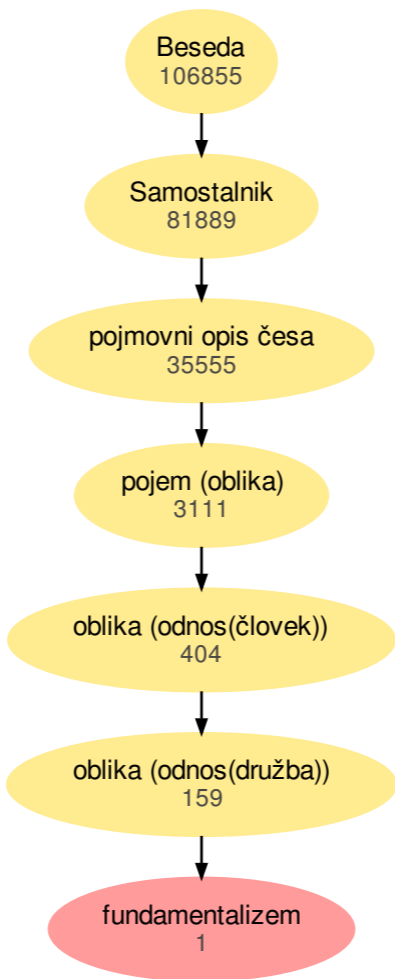 Beseda
106855
Samostalnik
81889
pojmovni opis česa
35555
pojem (oblika)
3111
oblika (odnos(človek))
404
oblika (odnos(družba))
159
fundamentalizem
1